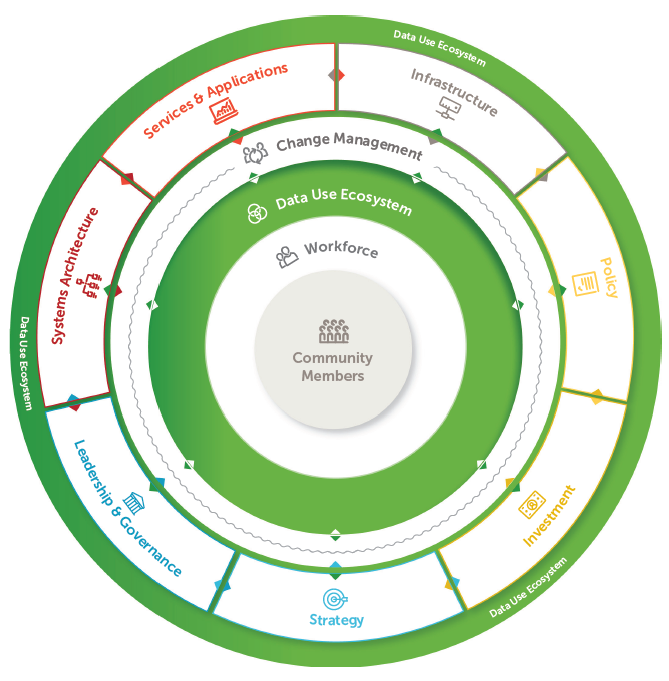 Data Use Ecosystem
Services & Applications
Infrastructure
Change Management
Data Use Ecosystem
Workforce
Systems Architecture
Policy
Community
Members
Data Use Ecosystem
Leadership & Governance
Investment
Strategy
Data Use Ecosystem